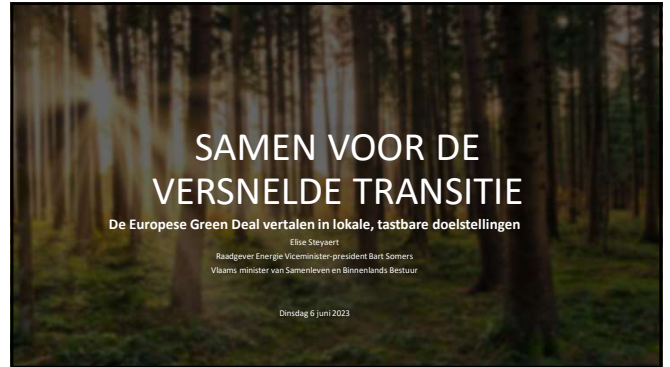 SAMEN VOOR DE
VERSNELDE TRANSITIE
De Europese Green Deal vertalen in lokale, tastbare doelstellingen
Elise Steyaert
Raadgever Energie Viceminister-president Bart Somers
Vlaams minister van Samenleven en Binnenlands Bestuur
Dinsdag 6 juni 2023